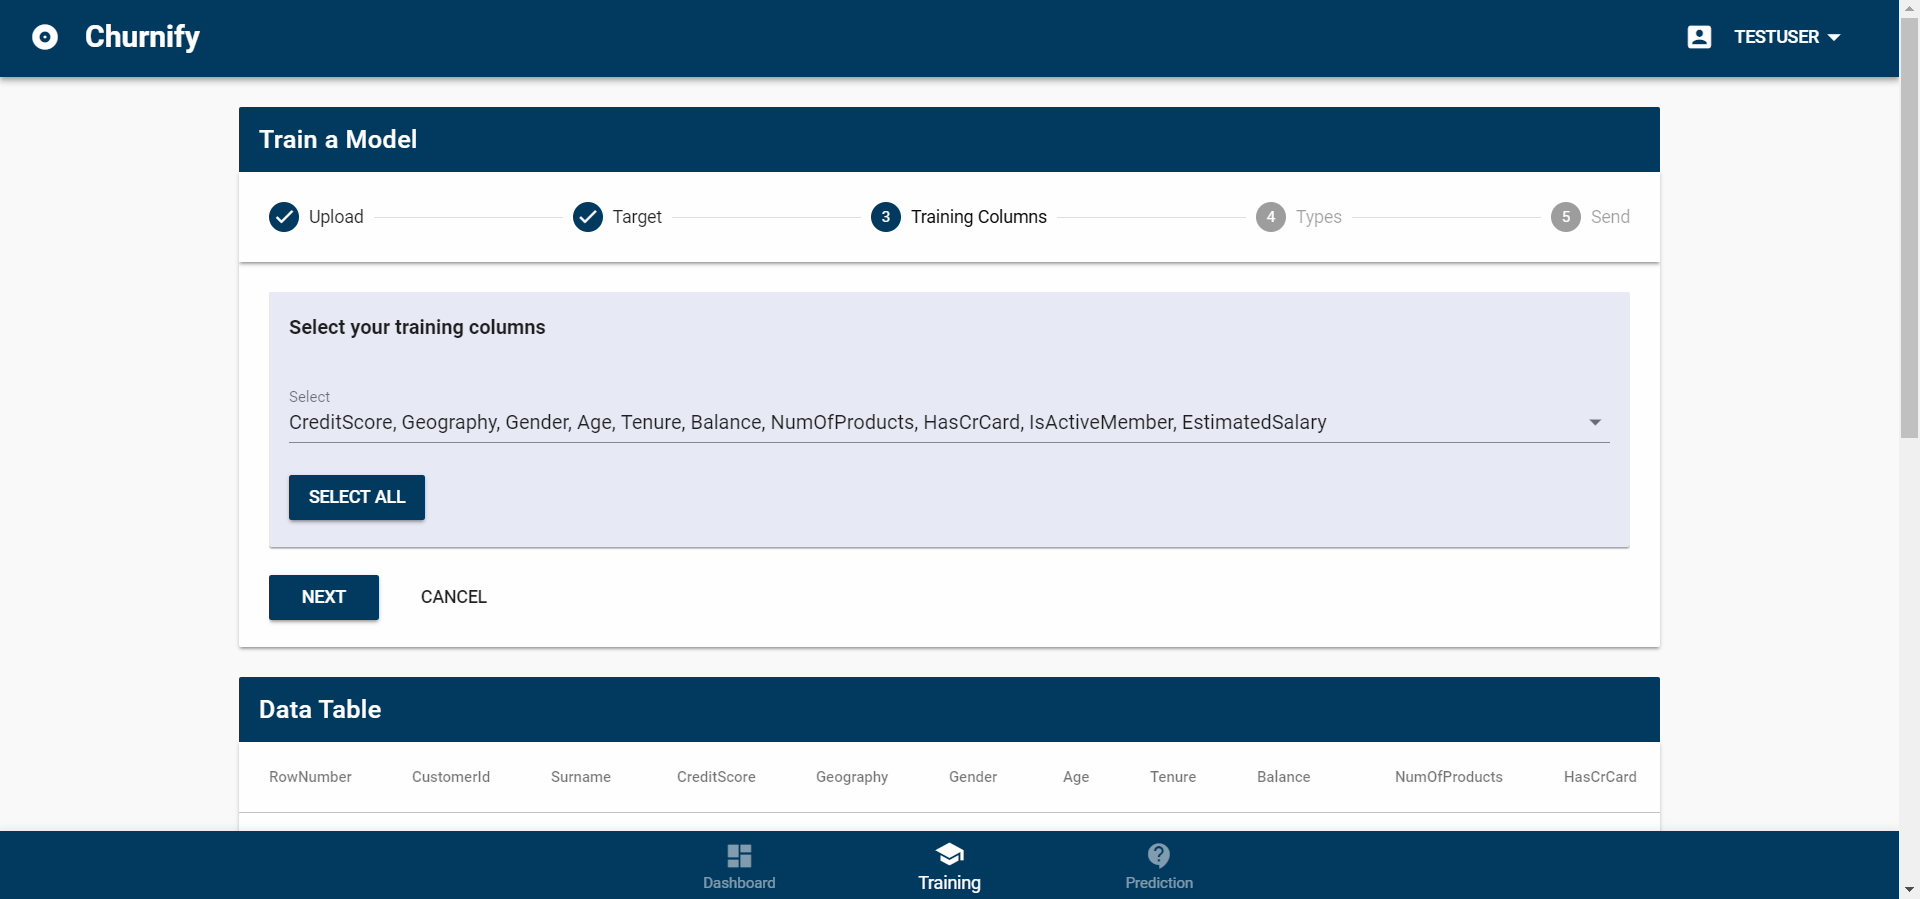 Churnify
TESTUSER
Train a Model
Upload
Target
3 Training Columns
4 Types
5 Send
Select your training columns
Select
CreditScore, Geography, Gender, Age, Tenure, Balance, NumOfProducts, HasCrCard, IsActiveMember, EstimatedSalary
SELECT ALL
NEXT CANCEL
Data Table
RowNumber CustomerId Surname CreditScore Geography Gender Age Tenure Balance NumOfProducts HasCrCard
Dashboard
Training
Prediction